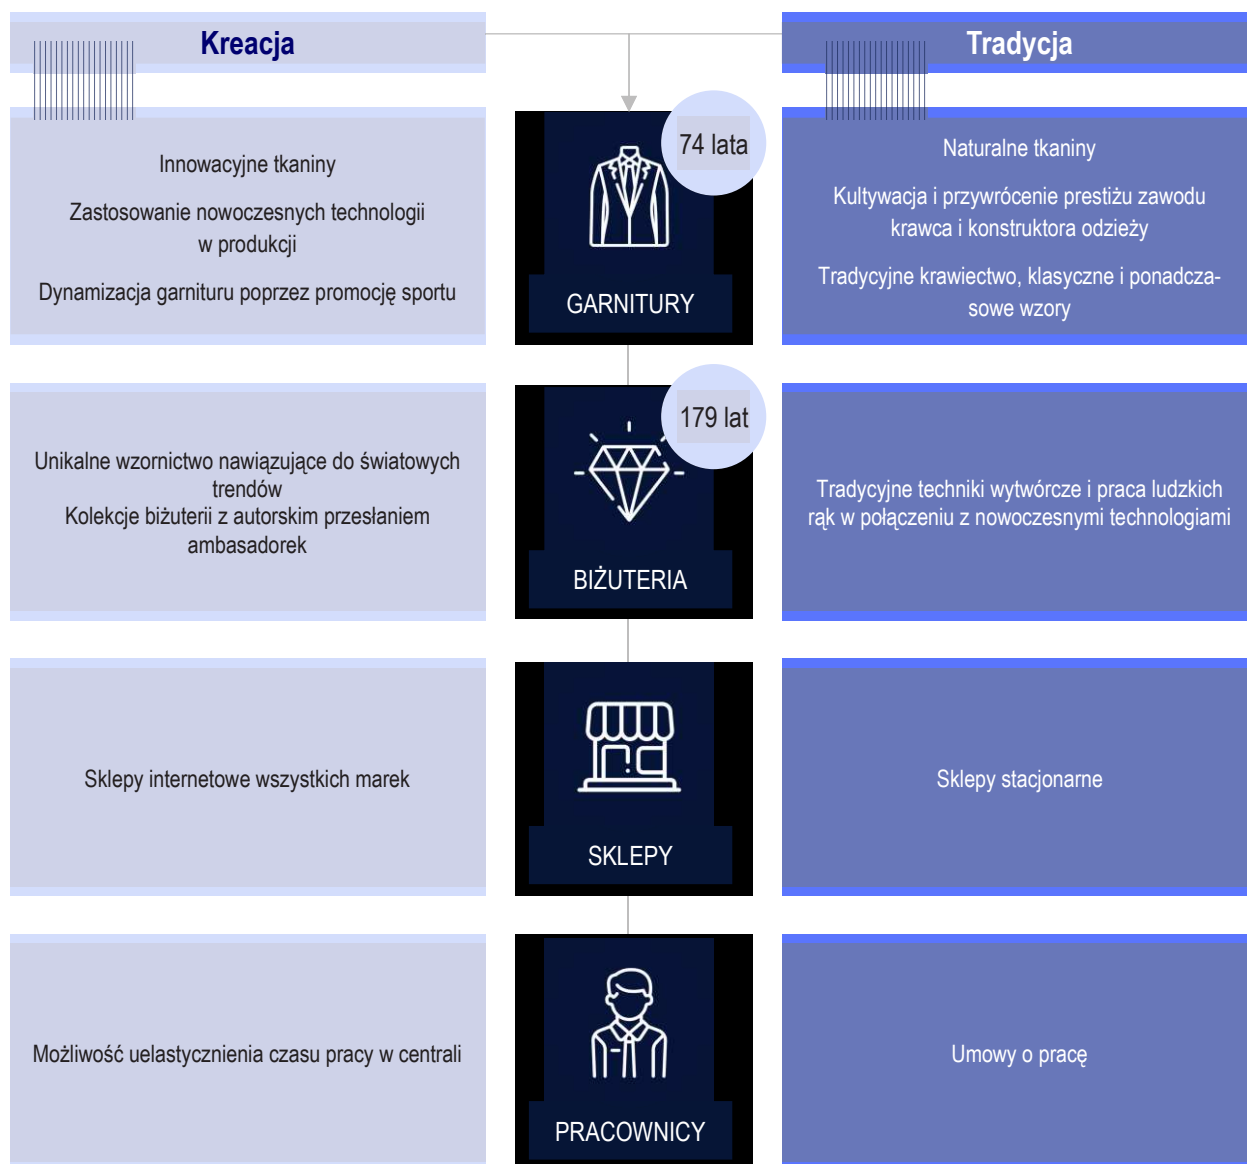 Kreacja
Tradycja
Innowacyjne tkaniny
Zastosowanie nowoczesnych technologii
w produkcji
Dynamizacja garnituru poprzez promocję sportu
74 lata
GARNITURY
Naturalne tkaniny
Kultywacja i przywrócenie prestiżu zawodu
krawca i konstruktora odzieży
Tradycyjne krawiectwo, klasyczne i ponadcza-
sowe wzory
Unikalne wzornictwo nawiązujące do światowych
trendów
Kolekcje biżuterii z autorskim przesłaniem
ambasadorek
179 lat
BIŻUTERIA
Tradycyjne techniki wytwórcze i praca ludzkich
rąk w połączeniu z nowoczesnymi technologiami
Sklepy internetowe wszystkich marek
SKLEPY
Sklepy stacjonarne
Możliwość uelastycznienia czasu pracy w centrali
PRACOWNICY
Umowy o pracę